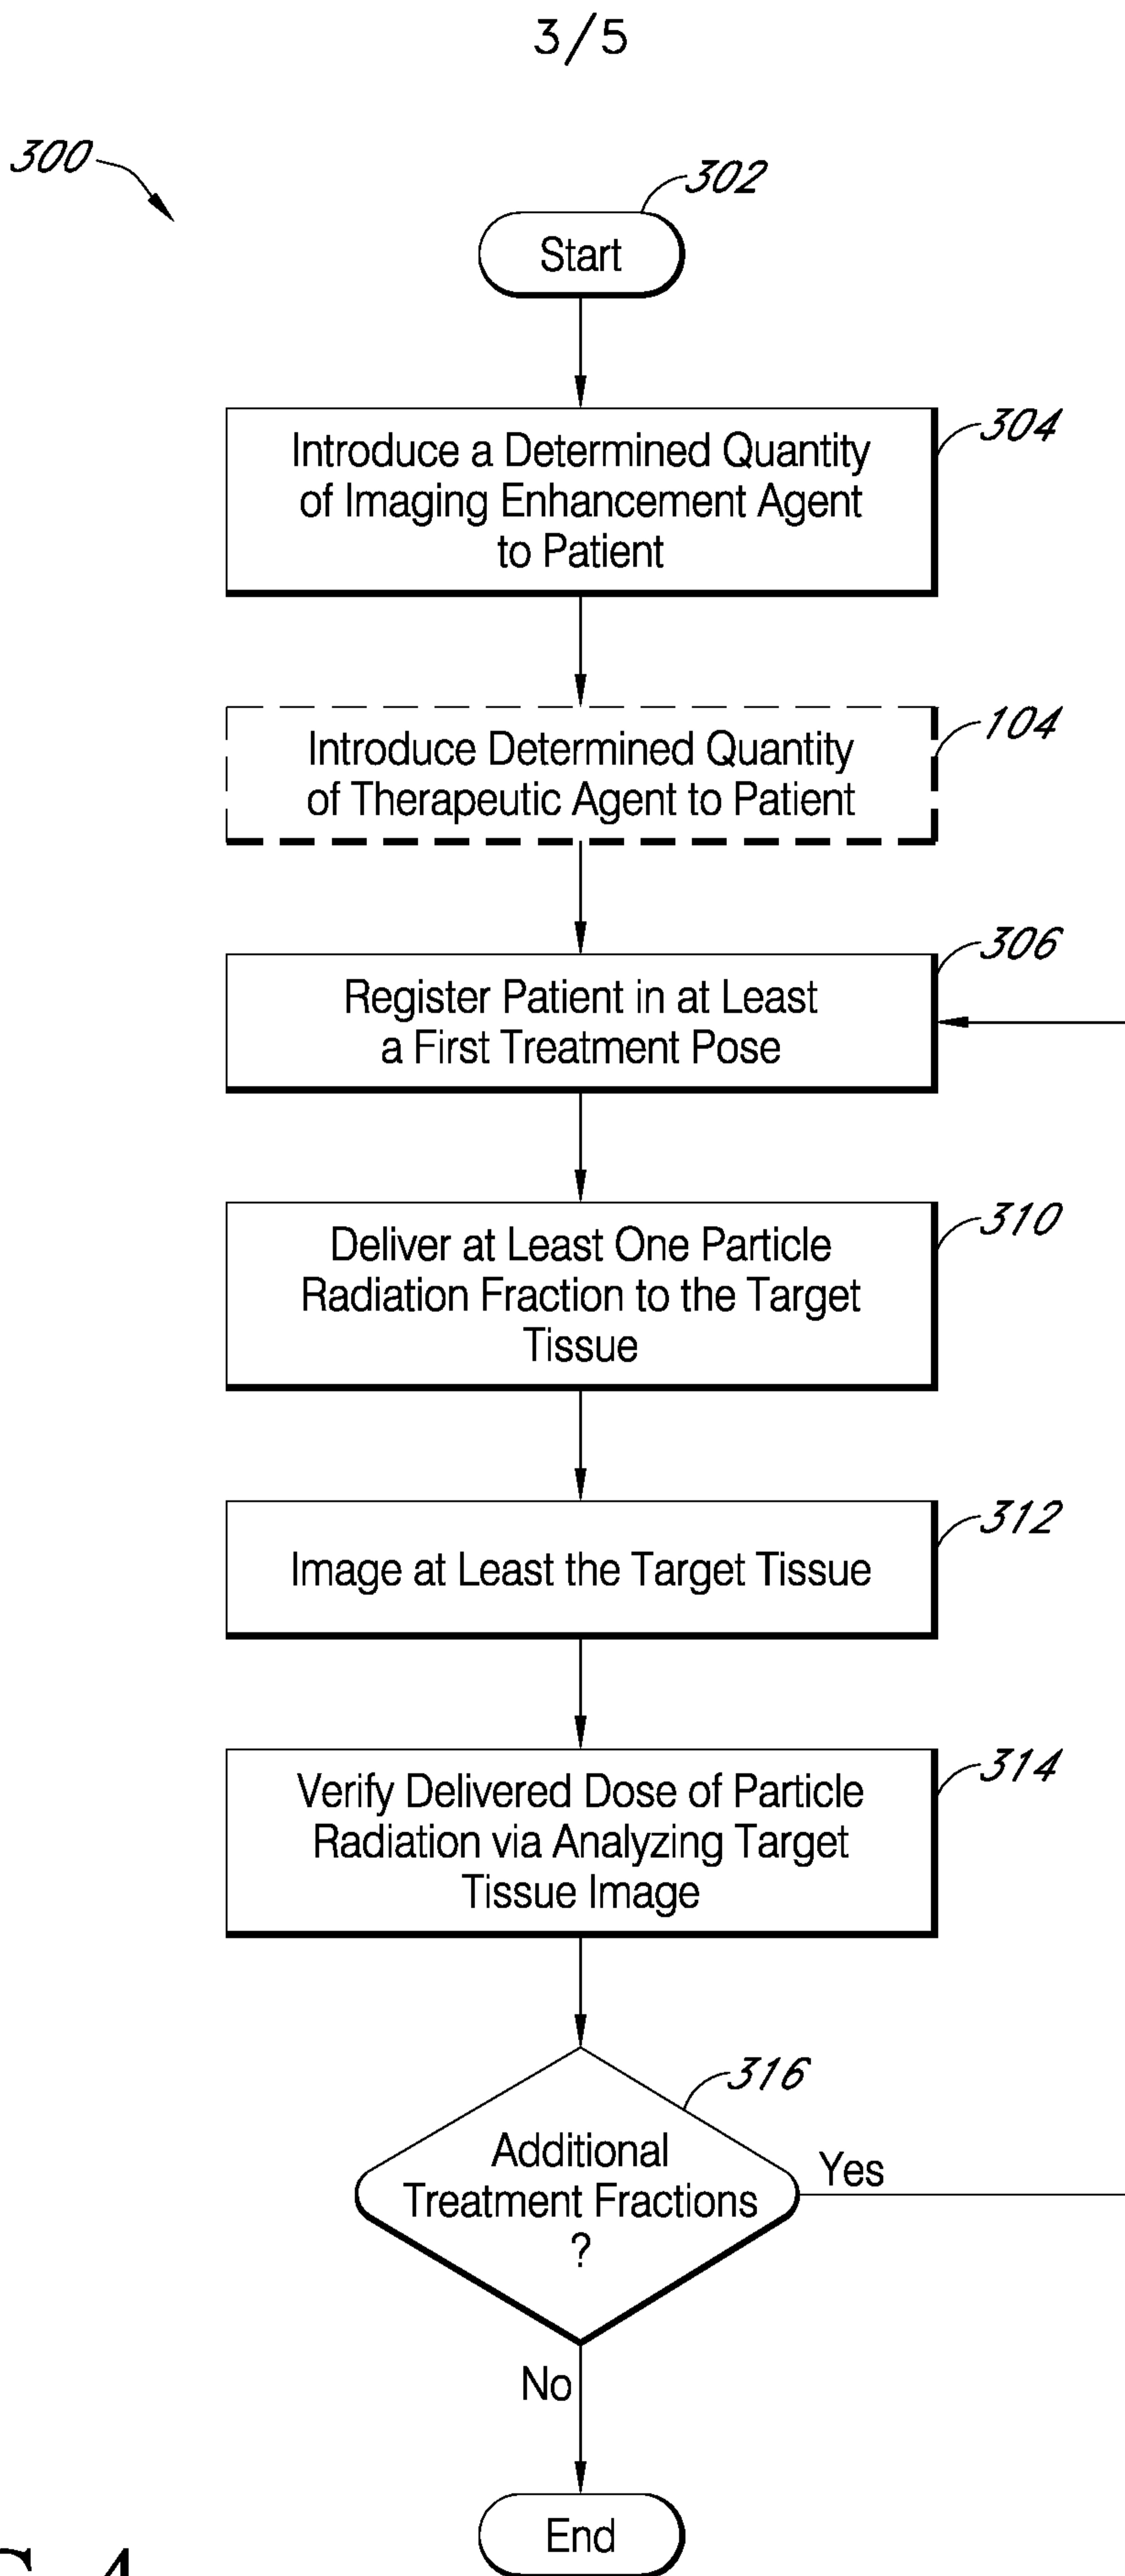 3/5
300
302
Start
304
Introduce a Determined Quantity
of Imaging Enhancement Agent
to Patient
104
Introduce Determined Quantity
of Therapeutic Agent to Patient
306
Register Patient in at Least
a First Treatment Pose
310
Deliver at Least One Particle
Radiation Fraction to the Target
Tissue
312
Image at Least the Target Tissue
314
Verify Delivered Dose of Particle
Radiation via Analyzing Target
Tissue Image
316
Additional
Treatment Fractions
?
Yes
No
End